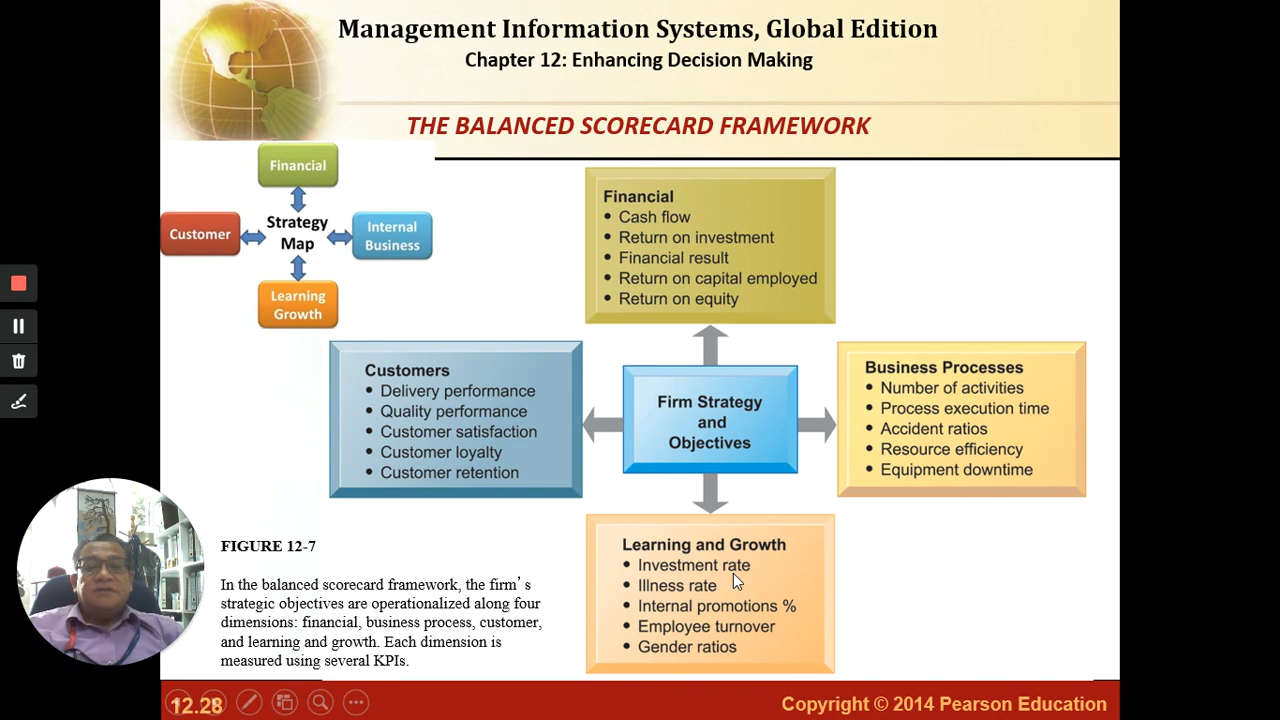 Management Information Systems, Global Edition
Chapter 12: Enhancing Decision Making
THE BALANCED SCORECARD FRAMEWORK
Financial
Customer
Strategy
Map
Internal
Business
Learning
Growth
Financial
• Cash flow
• Return on investment
• Financial result
• Return on capital employed
• Return on equity
Customers
• Delivery performance
• Quality performance
• Customer satisfaction
• Customer loyalty
• Customer retention
Firm Strategy
and
Objectives
Business Processes
• Number of activities
• Process execution time
• Accident ratios
• Resource efficiency
• Equipment downtime
Learning and Growth
• Investment rate
• Illness rate
• Internal promotions %
• Employee turnover
• Gender ratios
FIGURE 12-7
In the balanced scorecard framework, the firm's
strategic objectives are operationalized along four
dimensions: financial, business process, customer,
and learning and growth. Each dimension is
measured using several KPIs.
12.28
Copyright © 2014 Pearson Education